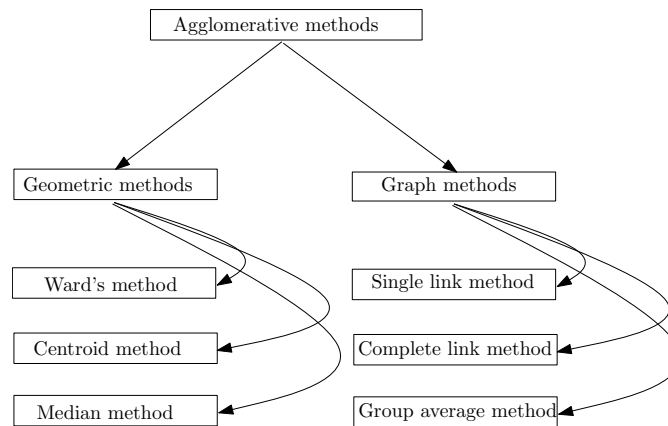 Agglomerative methods
Geometric methods
Graph methods
Ward's method
Single link method
Centroid method
Complete link method
Median method
Group average method